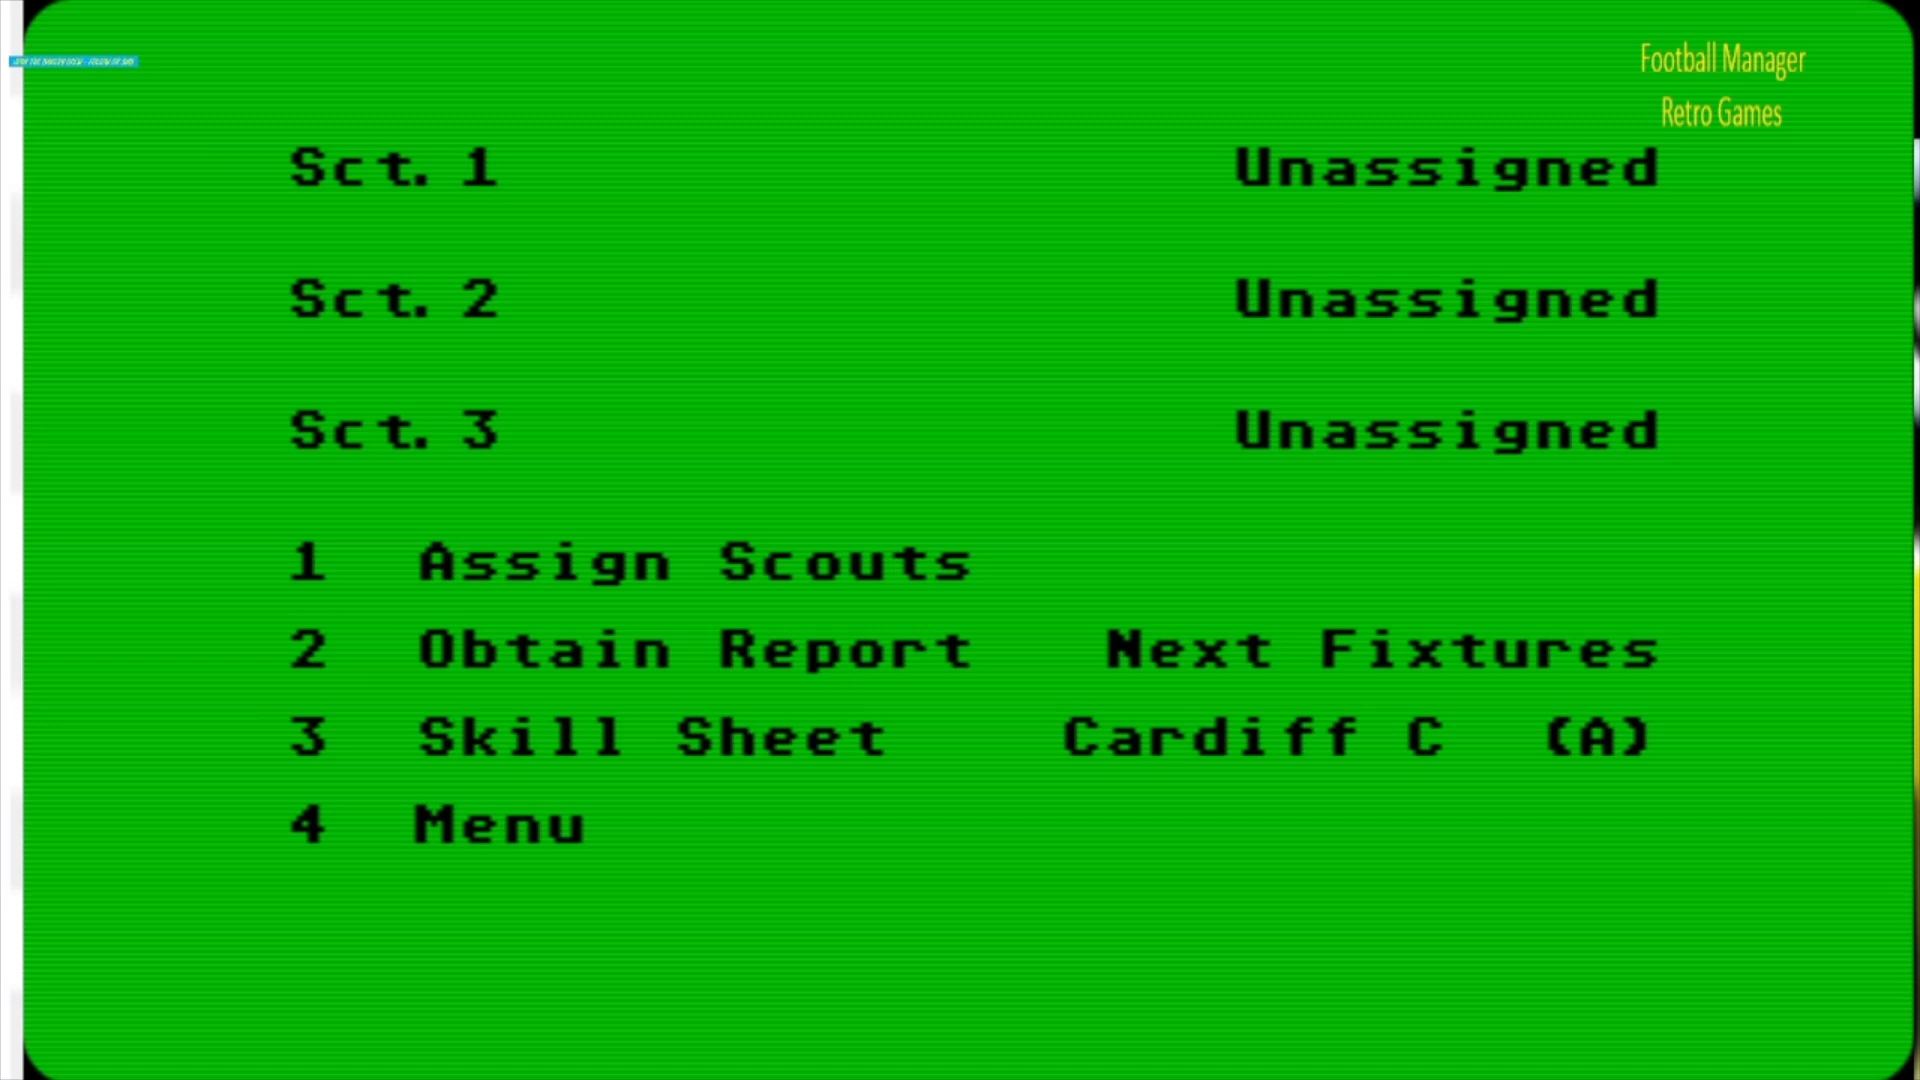 Football Manager
Retro Games
Sct. 1 Unassigned
Sct. 2 Unassigned
Sct. 3 Unassigned
1 Assign Scouts
2 Obtain Report Next Fixtures
3 Skill Sheet Cardiff C (A)
4 Menu